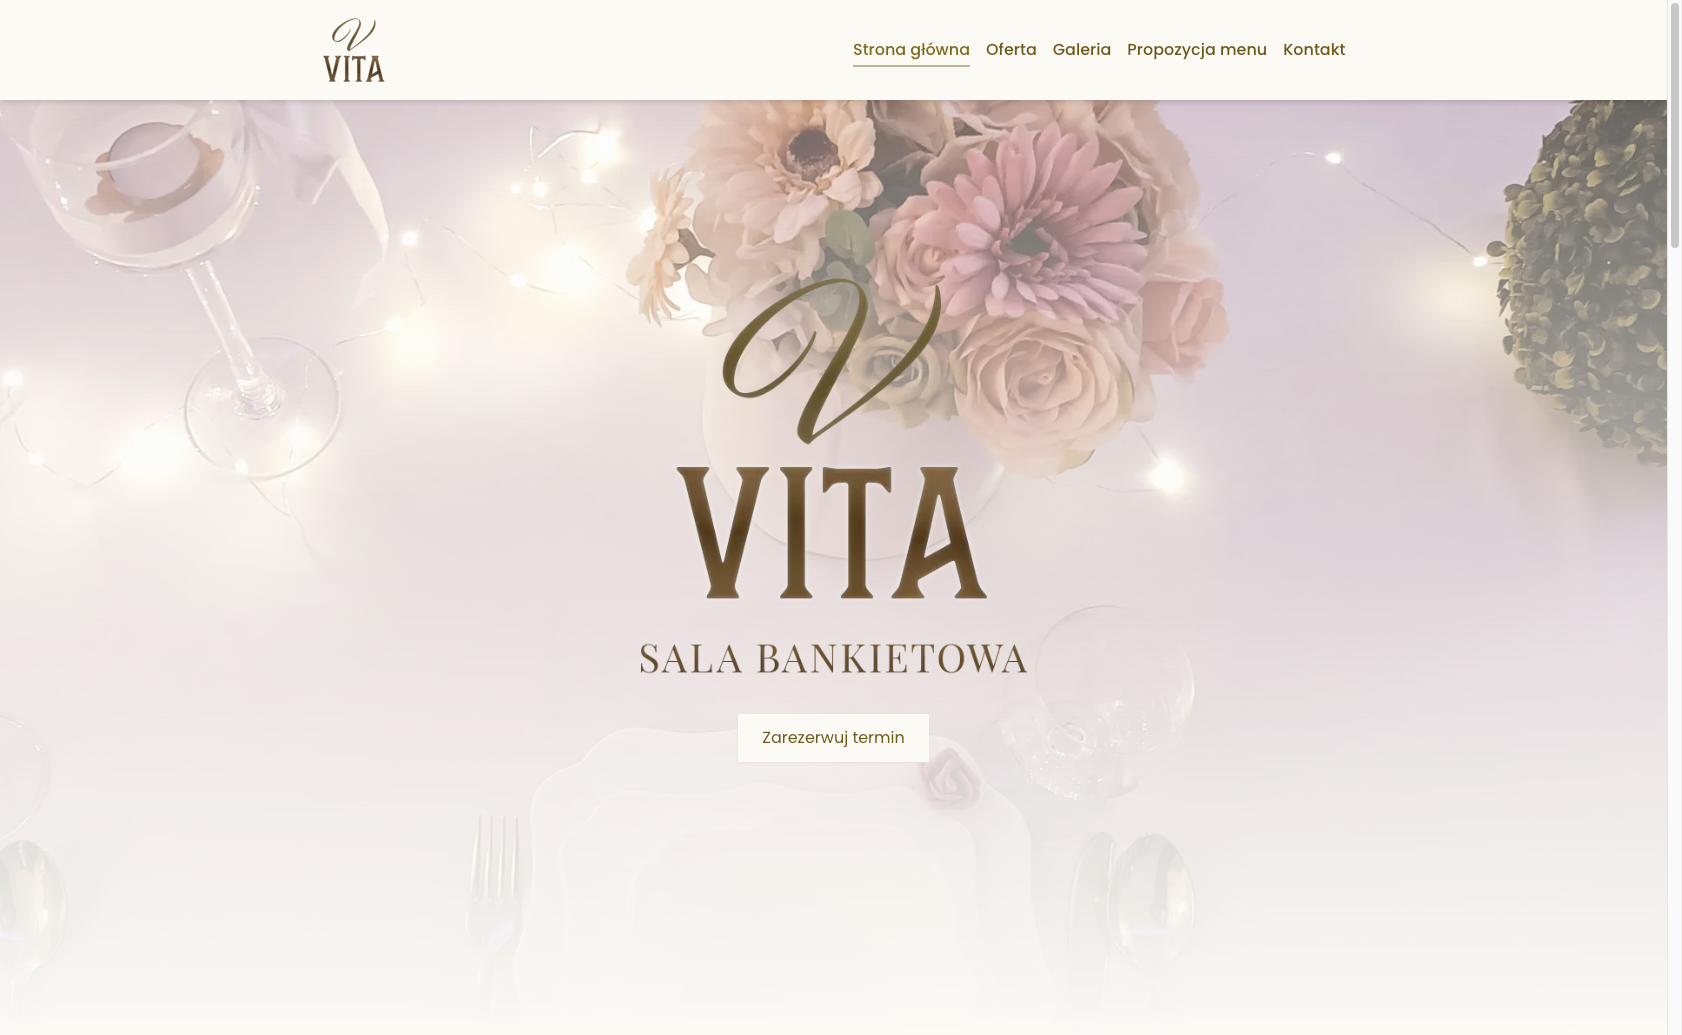 V
VITA
Strona główna Oferta Galeria Propozycja menu Kontakt
V
VITA
SALA BANKIETOWA
Zarezerwuj termin